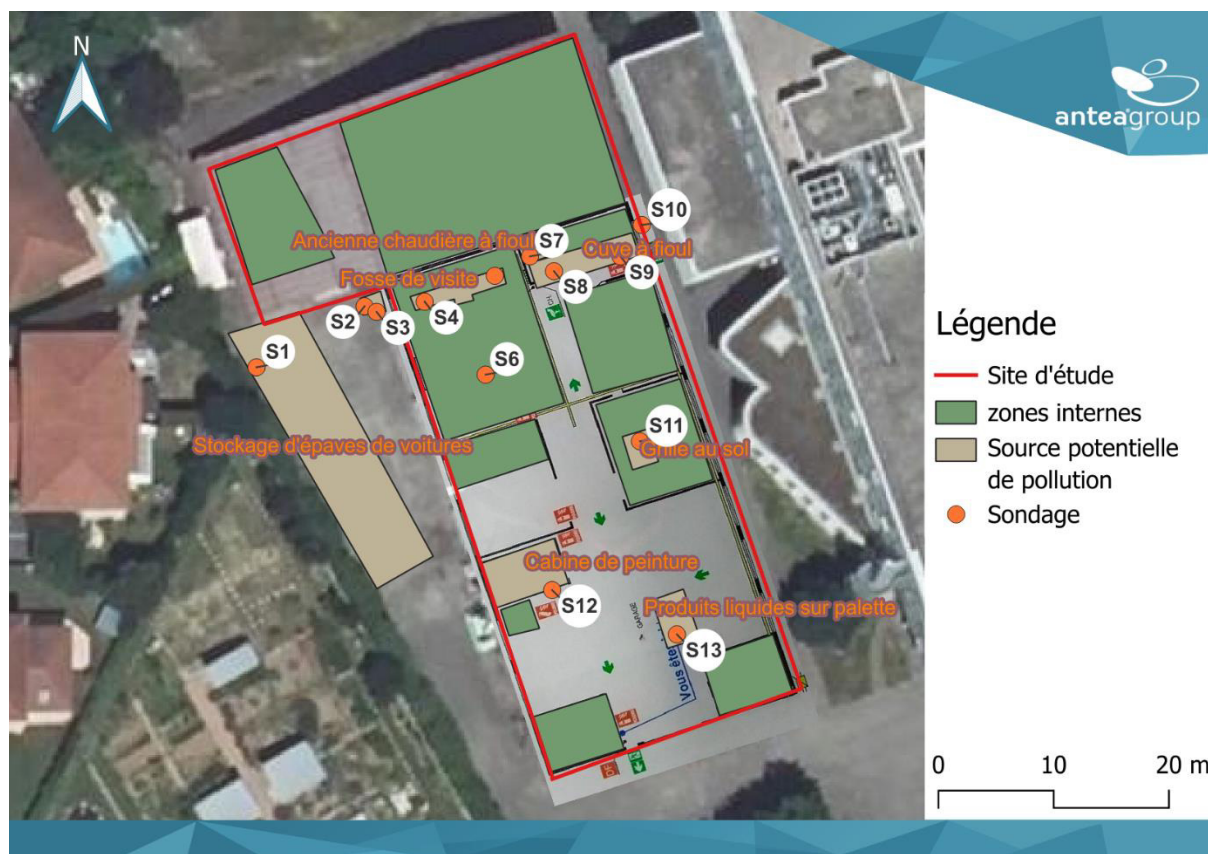 N
anteagroup
S10
Ancienne chaudière à fioul
S7
Cuve à fioul
Fosse de visite
S8
S9
S2
S3
S4
S1
S6
S11
Grille au sol
Stockage d'épaves de voitures
Cabine de peinture
S12
Produits liquides sur palette
GARAGE
S13
Vous ête
Légende
Site d'étude
zones internes
Source potentielle
de pollution
Sondage
0 10 20 m